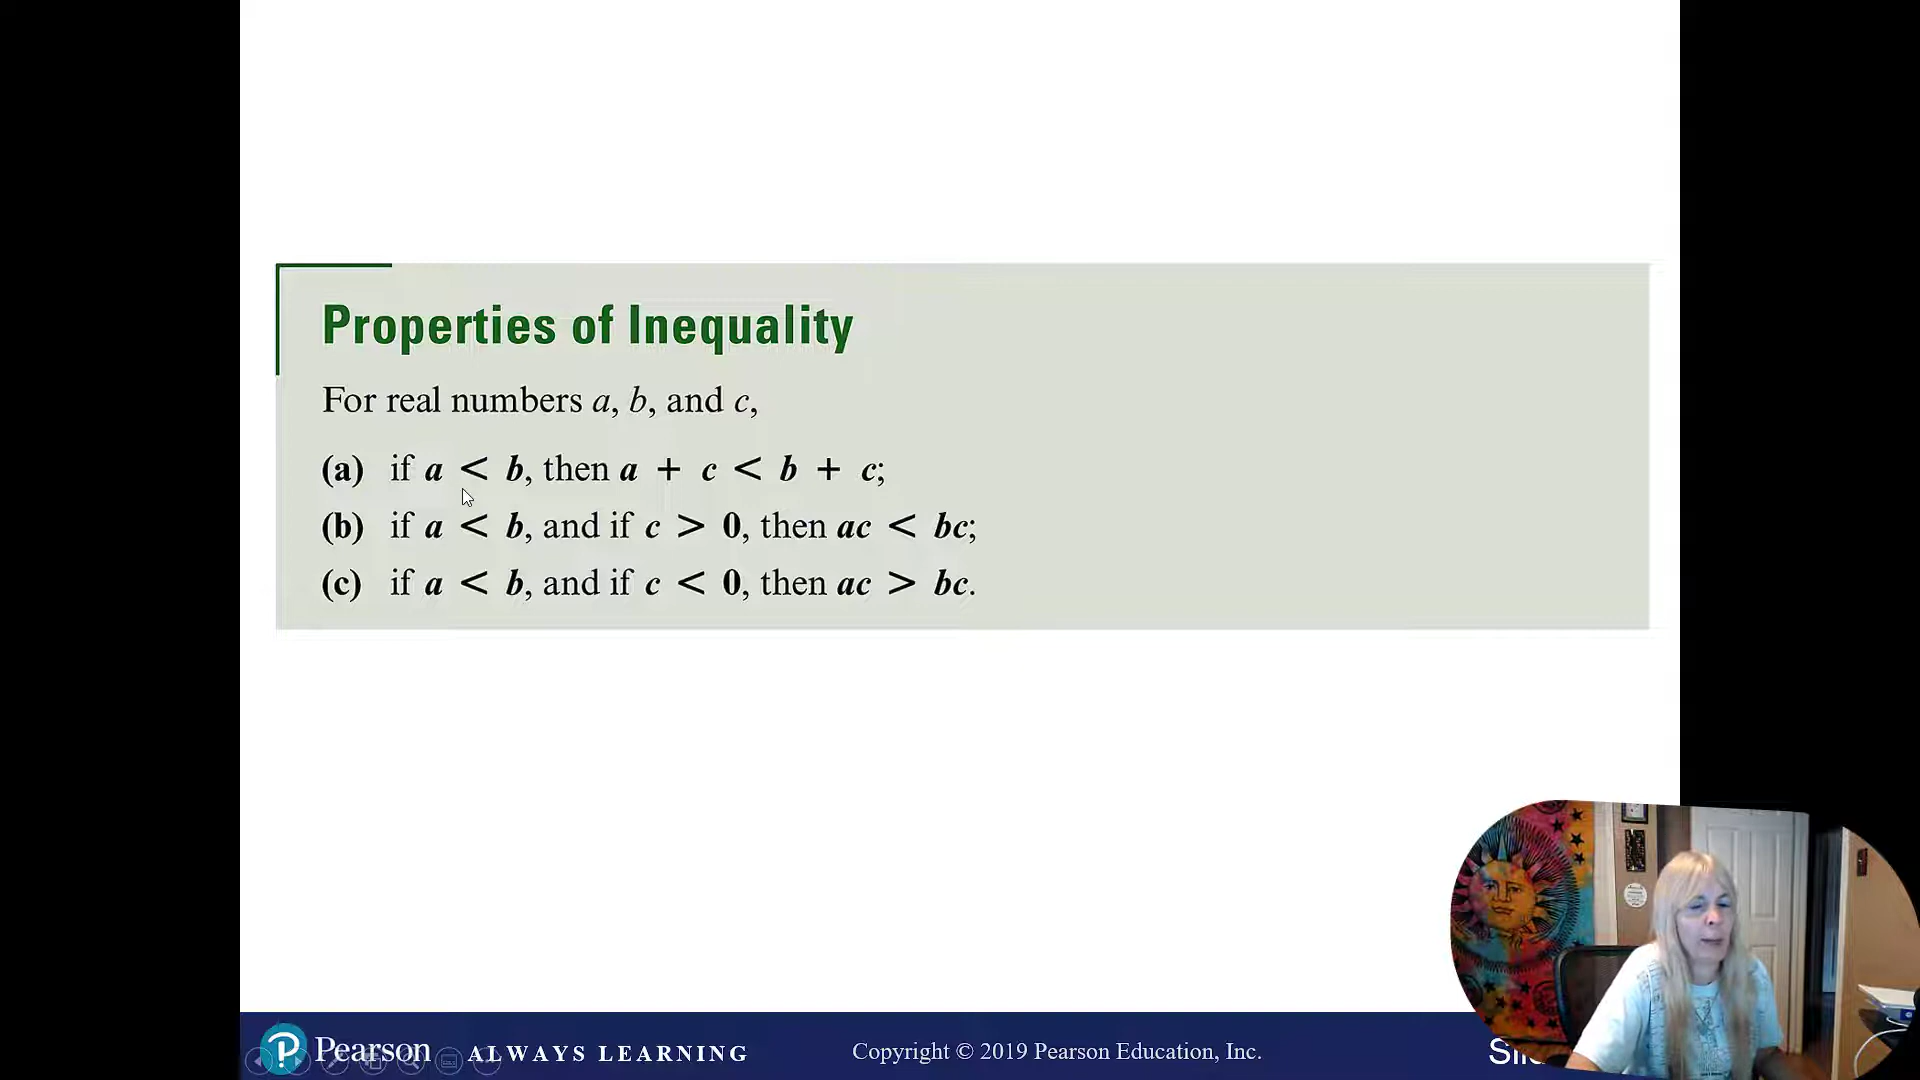 Properties of Inequality
For real numbers a, b, and c,
(a) if a < b, then a + c < b + c;
(b) if a < b, and if c > 0, then ac < bc;
(c) if a < b, and if c < 0, then ac > bc.
Pearson ALWAYS LEARNING Copyright © 2019 Pearson Education, Inc.